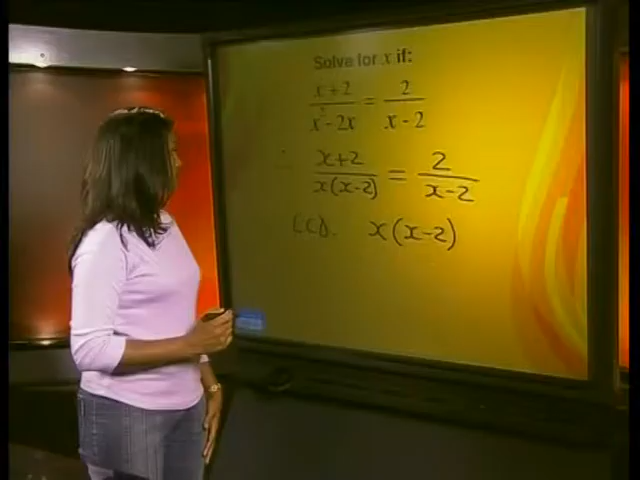 Solve for x if:
x+2/x²-2x = 2/x-2
∴ x+2/x(x-2) = 2/x-2
LCD. x(x-2)